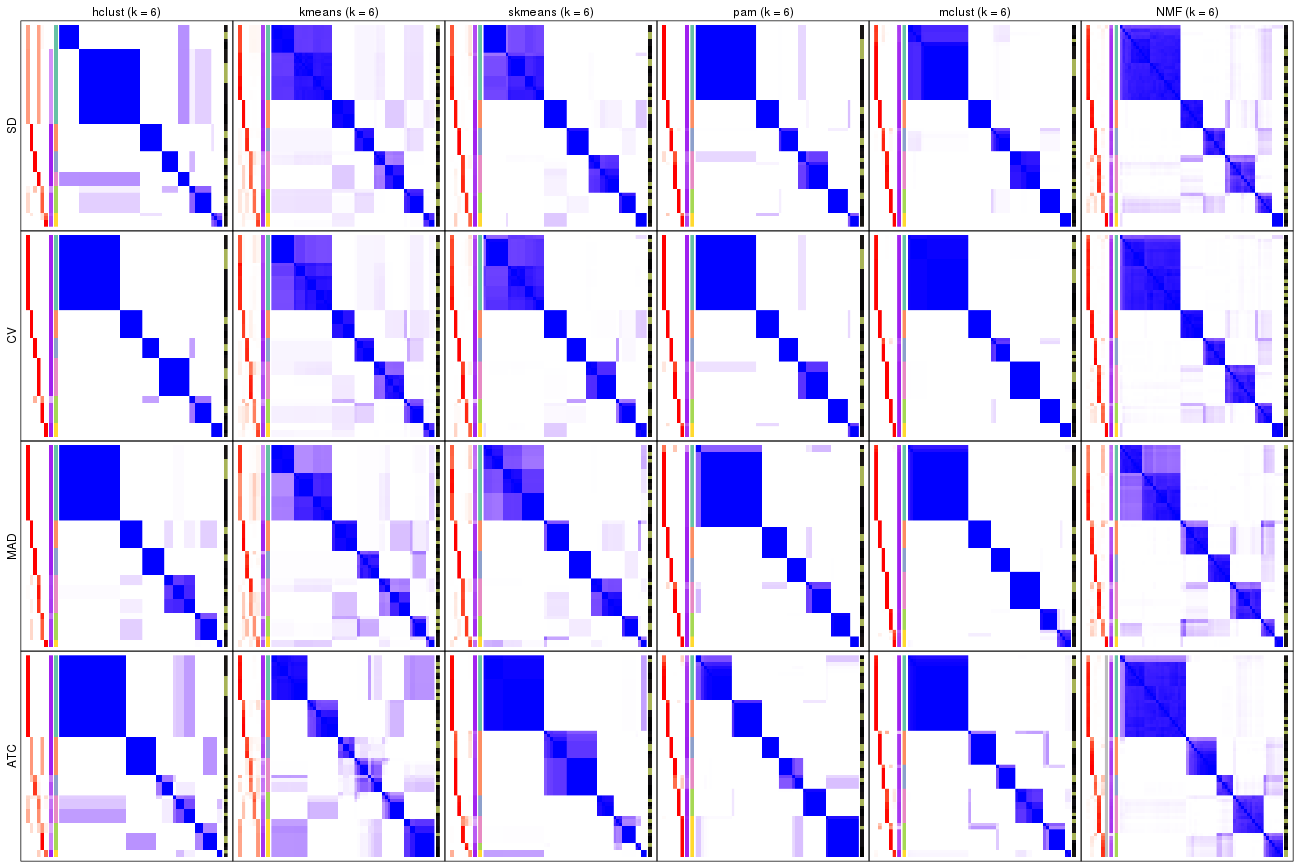 hclust (k = 6) kmeans (k = 6) skmeans (k = 6) pam (k = 6) mclust (k = 6) NMF (k = 6)
SD
CV
MAD
ATC